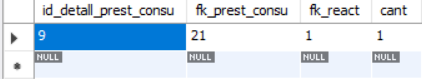 id_detall_prest_consu fk_prest_consu fk_react cant
9 21 1 1
NULL NULL NULL NULL